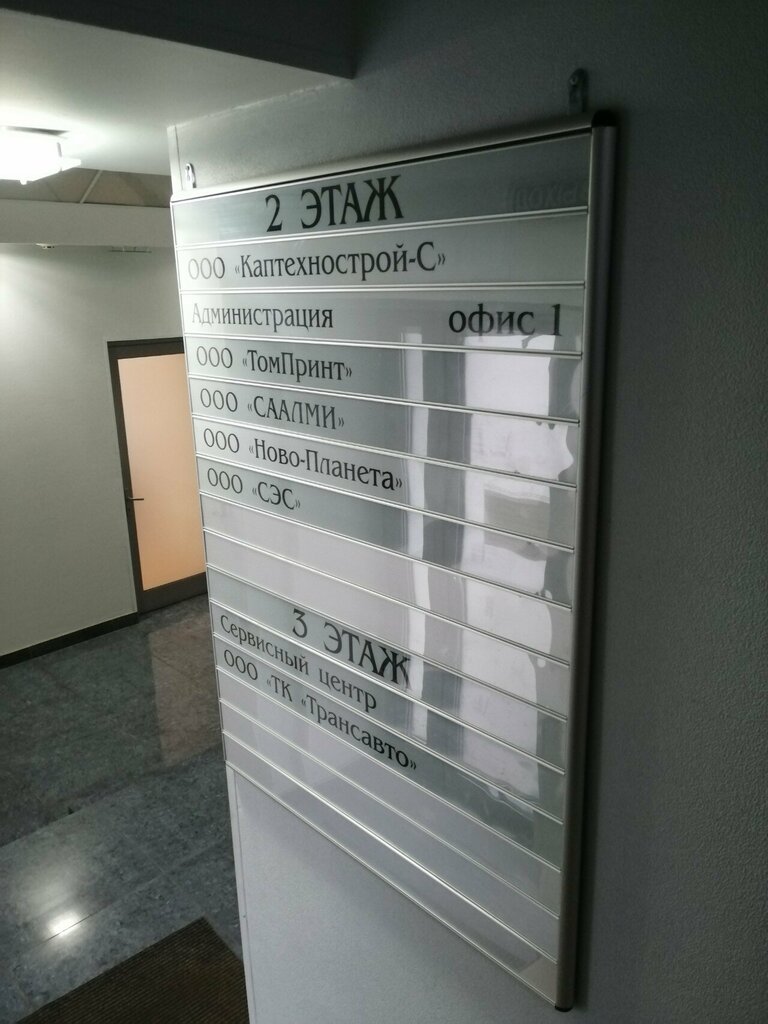 2 ЭТАЖ
ООО «Каптехнострой-С»
Администрация офис 1
ООО «ТомПринт»
ООО «СААЛМИ»
ООО «Ново-Планета»
ООО «СЭС»
3 ЭТАЖ
Сервисный центр
ООО "ТК «Трансавто»